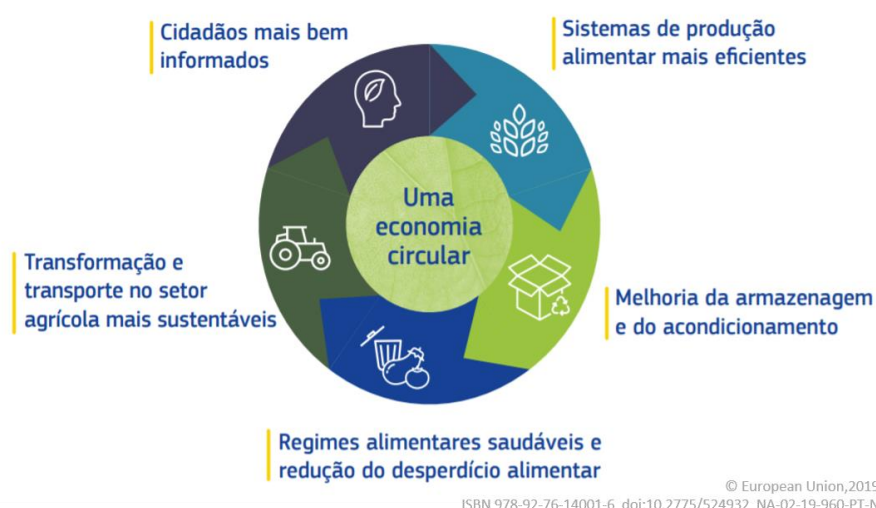 Cidadãos mais bem
informados
Sistemas de produção
alimentar mais eficientes
Uma
economia
circular
Transformação e
transporte no setor
agrícola mais sustentáveis
Melhoria da armazenagem
e do acondicionamento
Regimes alimentares saudáveis e
redução do desperdício alimentar
© European Union,2019
ISBN 978-92-76-14001-6 doi:10.2775/524932 NA-02-19-960-PT-N